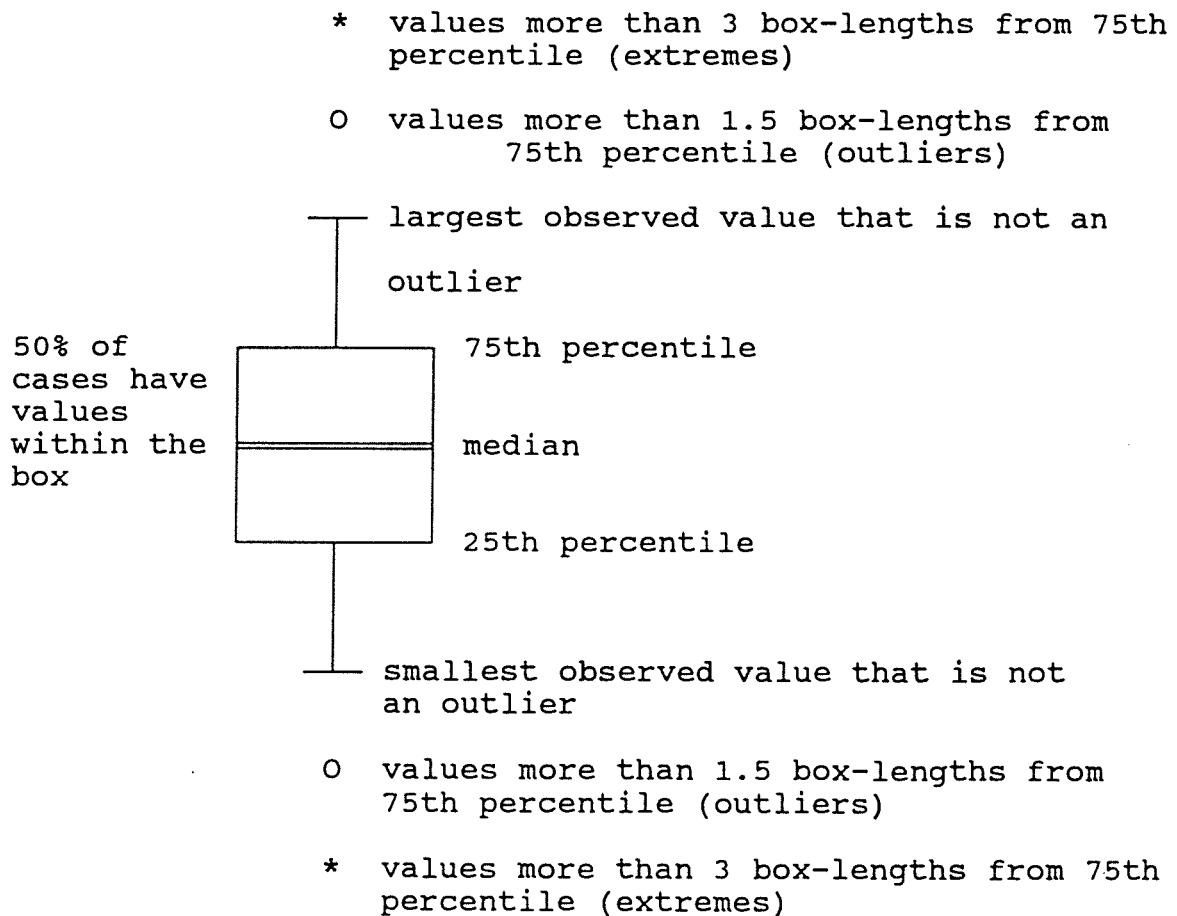 * values more than 3 box-lengths from 75th
percentile (extremes)
O values more than 1.5 box-lengths from
75th percentile (outliers)
largest observed value that is not an
outlier
50% of
cases have
values
within the
box
75th percentile
median
25th percentile
smallest observed value that is not
an outlier
O values more than 1.5 box-lengths from
75th percentile (outliers)
* values more than 3 box-lengths from 75th
percentile (extremes)